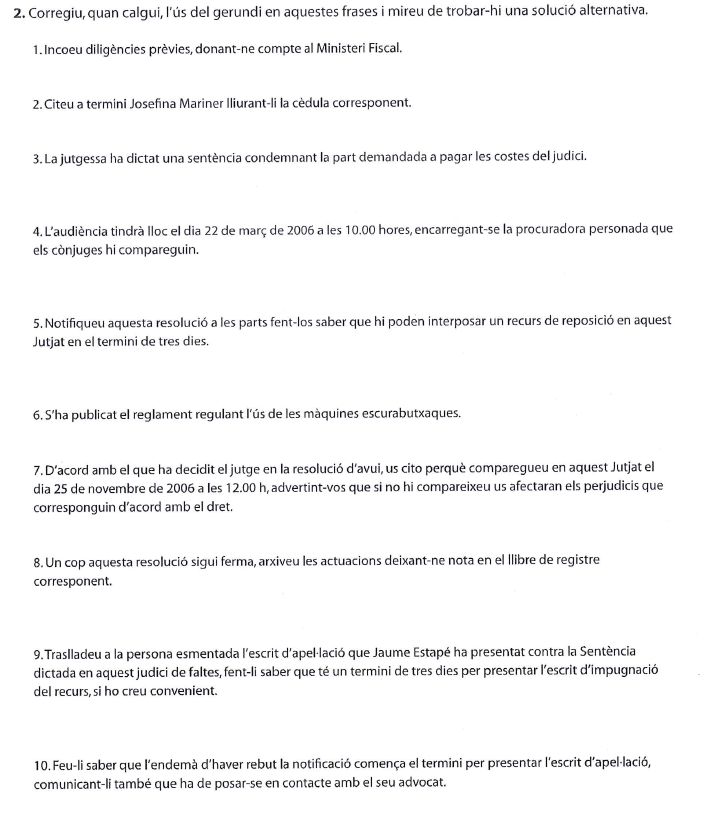 2. Corregiu, quan calgui, l'ús del gerundi en aquestes frases i mireu de trobar-hi una solució alternativa.
1. Incoeu diligències prèvies, donant-ne compte al Ministeri Fiscal.
2. Citeu a termini Josefina Mariner lliurant-li la cèdula corresponent.
3. La jutgessa ha dictat una sentència condemnant la part demandada a pagar les costes del judici.
4. L'audiència tindrà lloc el dia 22 de març de 2006 a les 10.00 hores, encarregant-se la procuradora personada que
els cònjuges hi compareguin.
5. Notifiqueu aquesta resolució a les parts fent-los saber que hi poden interposar un recurs de reposició en aquest
Jutjat en el termini de tres dies.
6. S'ha publicat el reglament regulant l'ús de les màquines escurabutxaques.
7. D'acord amb el que ha decidit el jutge en la resolució d'avui, us cito perquè comparegueu en aquest Jutjat el
dia 25 de novembre de 2006 a les 12.00 h, advertint-vos que si no hi compareixeu us afectaran els perjudicis que
corresponguin d'acord amb el dret.
8. Un cop aquesta resolució sigui ferma, arxiveu les actuacions deixant-ne nota en el llibre de registre
corresponent.
9. Traslladeu a la persona esmentada l'escrit d'apel·lació que Jaume Estapé ha presentat contra la Sentència
dictada en aquest judici de faltes, fent-li saber que té un termini de tres dies per presentar l'escrit d'impugnació
del recurs, si ho creu convenient.
10. Feu-li saber que l'endemà d'haver rebut la notificació comença el termini per presentar l'escrit d'apel·lació,
comunicant-li també que ha de posar-se en contacte amb el seu advocat.